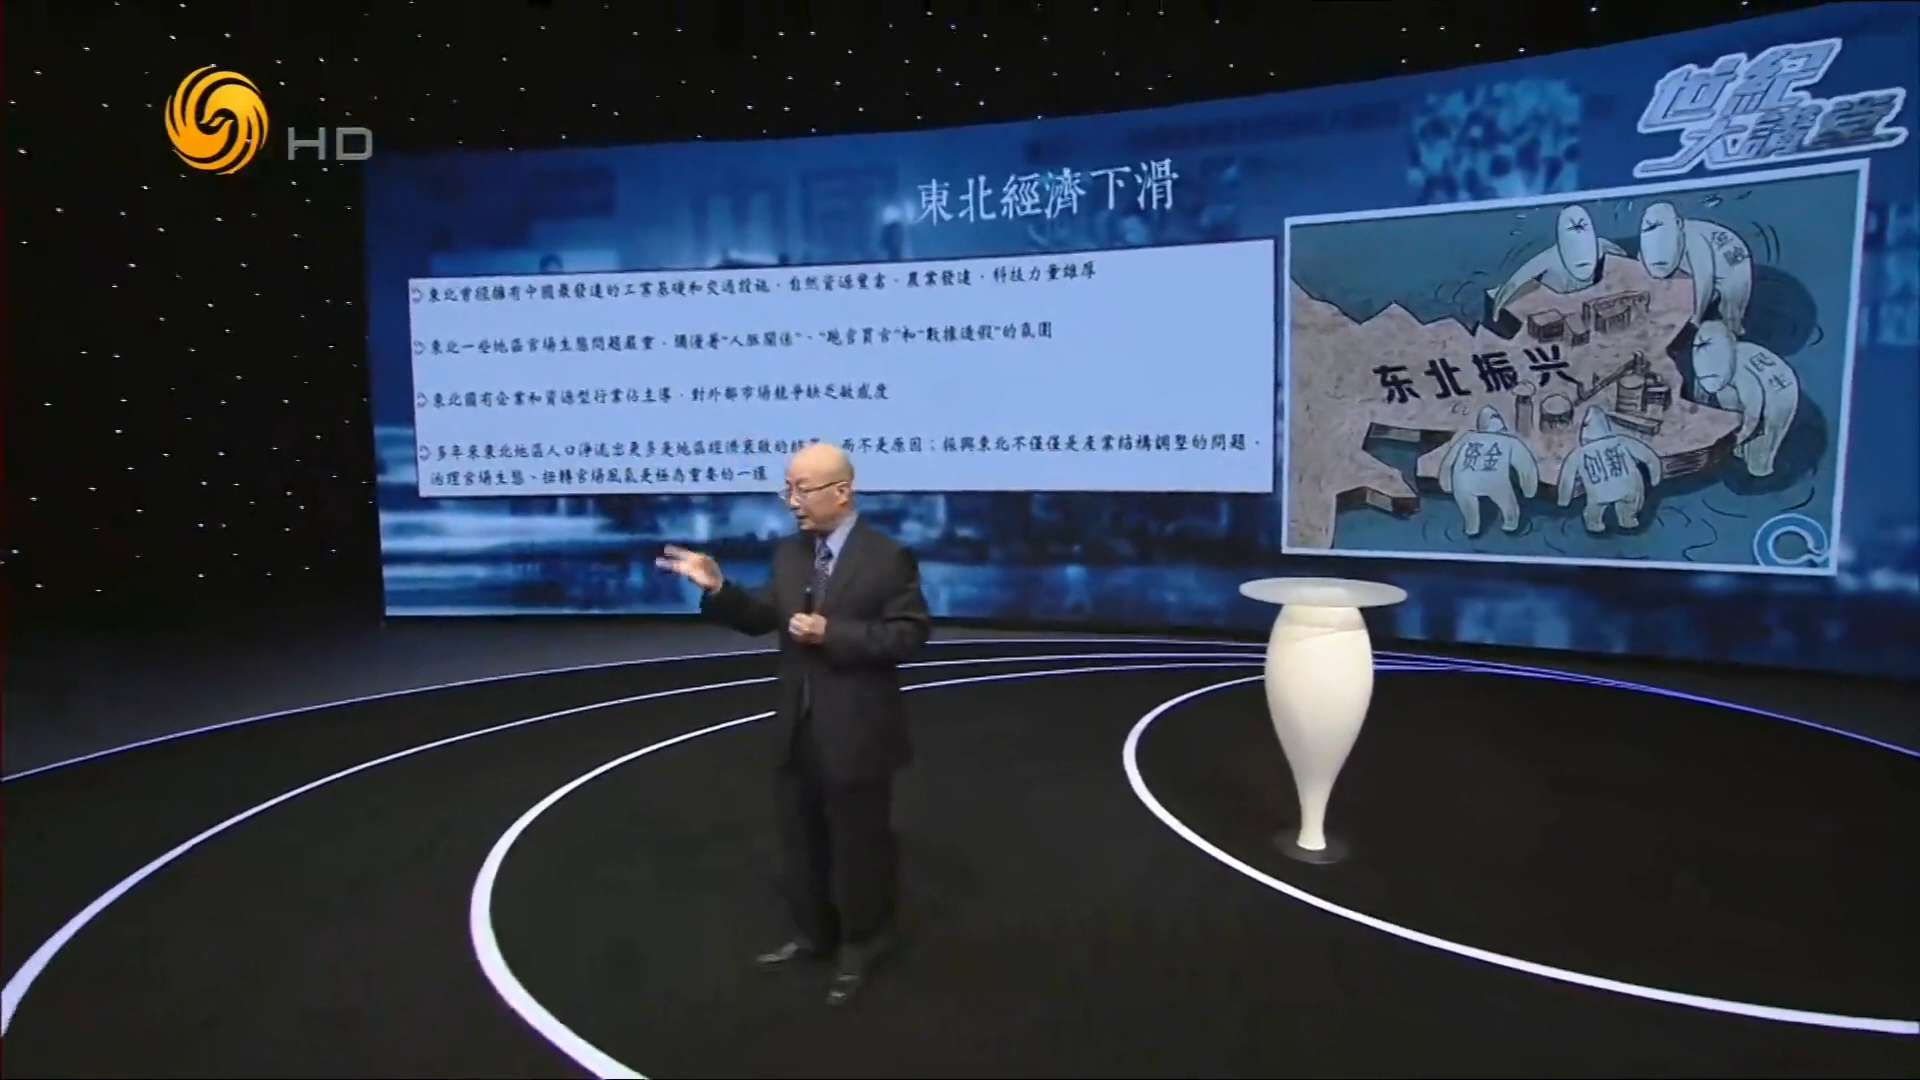 HD
世紀
大講堂
東北經濟下滑
東北曾經擁有中國最發達的工業基礎和交通設施,自然資源豐富,農業發達,科技力量雄厚
東北一些地區官場生態問題嚴重,彌漫著“人脈關係”、“跑官買官”和“數據造假”的氛圍
東北國有企業和資源型行業佔主導,對外部市場競爭缺乏敏感度
多年來東北地區人口淨流出更多是地區經濟衰敗的結 而不是原因;振興東北不僅僅是產業結構調整的問題,
治理官場生態、扭轉官場風氣是極為重要的一環
东北振兴
民生
资金
创新